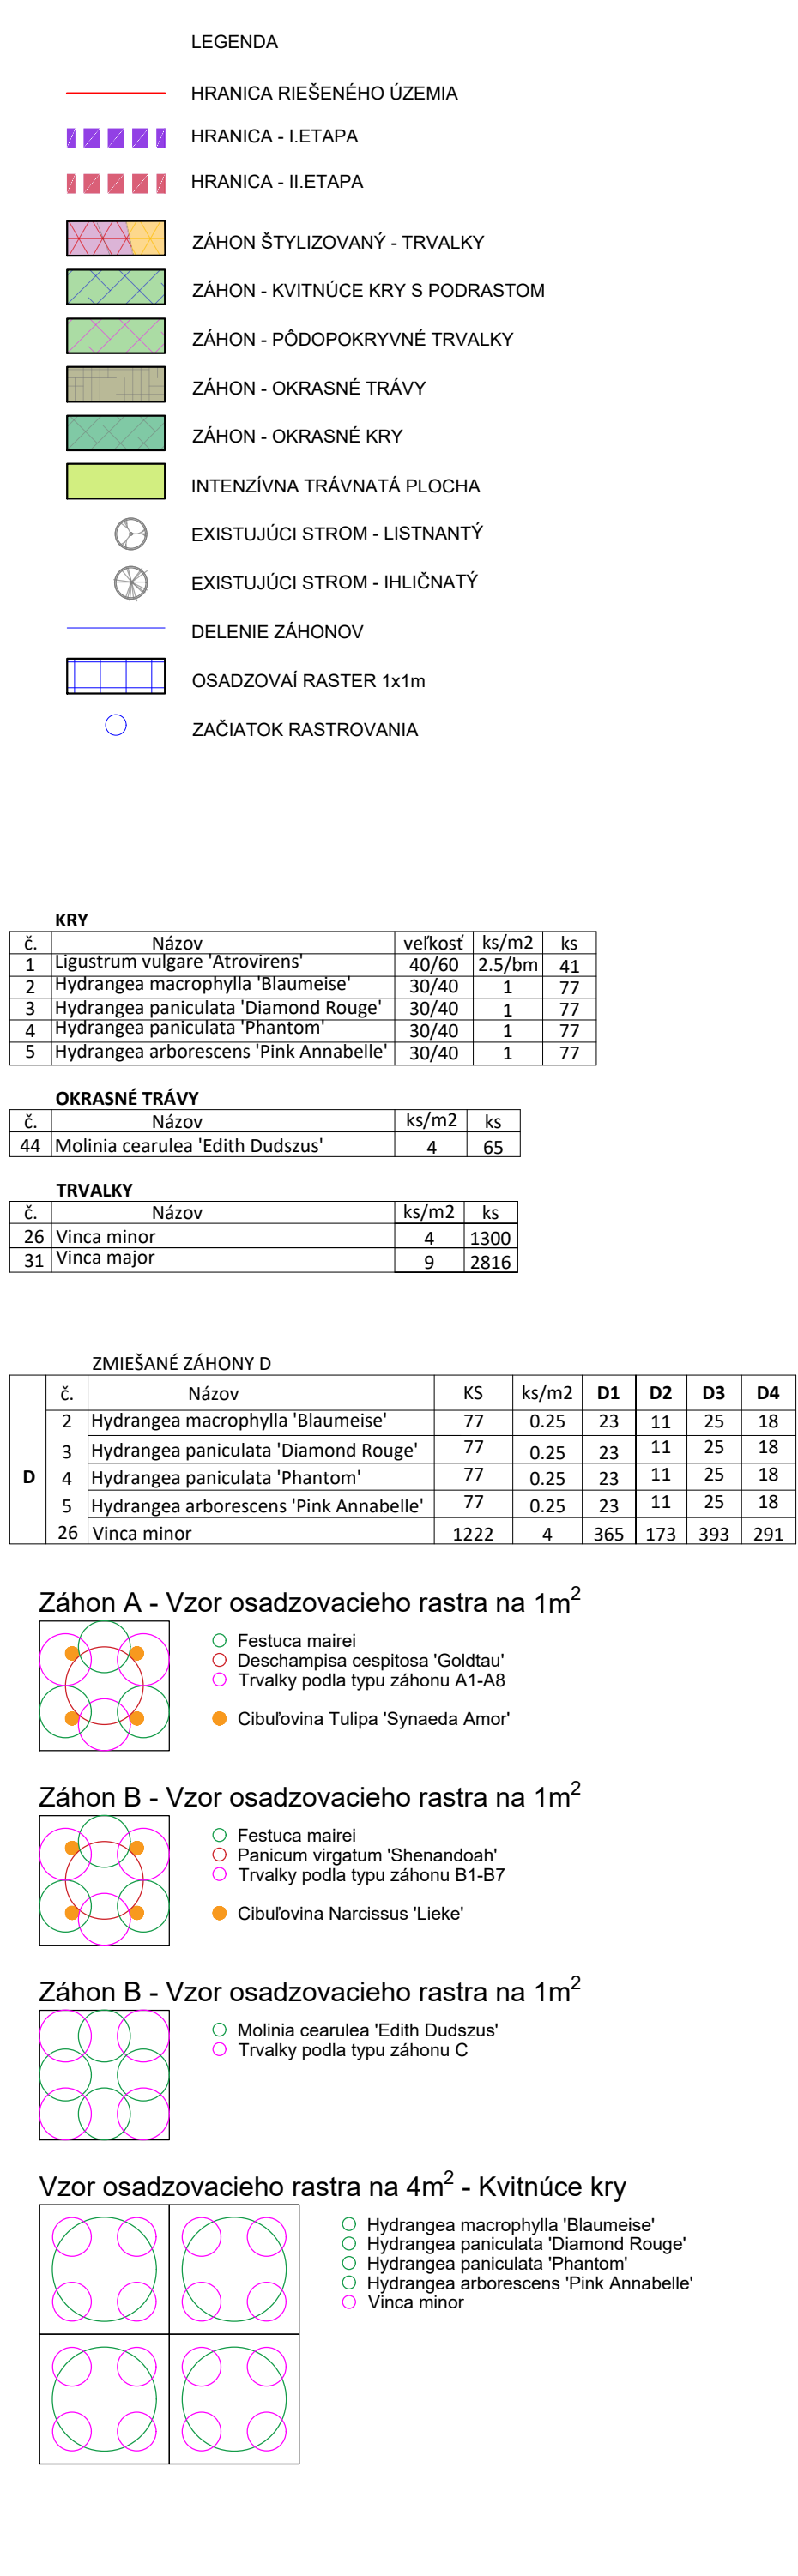 LEGENDA
HRANICA RIEŠENÉHO ÚZEMIA
HRANICA - I.ETAPA
HRANICA - II.ETAPA
ZÁHON ŠTYLIZOVANÝ - TRVALKY
ZÁHON - KVITNÚCE KRY S PODRASTOM
ZÁHON - PÔDOPOKRYVNÉ TRVALKY
ZÁHON - OKRASNÉ TRÁVY
ZÁHON - OKRASNÉ KRY
INTENZÍVNA TRÁVNATÁ PLOCHA
EXISTUJÚCI STROM - LISTNANTÝ
EXISTUJÚCI STROM - IHLIČNATÝ
DELENIE ZÁHONOV
OSADZOVAÍ RASTER 1x1m
ZAČIATOK RASTROVANIA
KRY
č. Názov veľkosť ks/m2 ks
1 Ligustrum vulgare 'Atrovirens' 40/60 2.5/bm 41
2 Hydrangea macrophylla 'Blaumeise' 30/40 1 77
3 Hydrangea paniculata 'Diamond Rouge' 30/40 1 77
4 Hydrangea paniculata 'Phantom' 30/40 1 77
5 Hydrangea arborescens 'Pink Annabelle' 30/40 1 77
OKRASNÉ TRÁVY
č. Názov ks/m2 ks
44 Molinia cearulea 'Edith Dudszus' 4 65
TRVALKY
č. Názov ks/m2 ks
26 Vinca minor 4 1300
31 Vinca major 9 2816
ZMIEŠANÉ ZÁHONY D
č. Názov KS ks/m2 D1 D2 D3 D4
2 Hydrangea macrophylla 'Blaumeise' 77 0.25 23 11 25 18
3 Hydrangea paniculata 'Diamond Rouge' 77 0.25 23 11 25 18
D 4 Hydrangea paniculata 'Phantom' 77 0.25 23 11 25 18
5 Hydrangea arborescens 'Pink Annabelle' 77 0.25 23 11 25 18
26 Vinca minor 1222 4 365 173 393 291
Záhon A - Vzor osadzovacieho rastra na 1m²
Festuca mairei
Deschampisa cespitosa 'Goldtau'
Trvalky podla typu záhonu A1-A8
Cibuľovina Tulipa 'Synaeda Amor'
Záhon B - Vzor osadzovacieho rastra na 1m²
Festuca mairei
Panicum virgatum 'Shenandoah'
Trvalky podla typu záhonu B1-B7
Cibuľovina Narcissus 'Lieke'
Záhon B - Vzor osadzovacieho rastra na 1m²
Molinia cearulea 'Edith Dudszus'
Trvalky podla typu záhonu C
Vzor osadzovacieho rastra na 4m² - Kvitnúce kry
Hydrangea macrophylla 'Blaumeise'
Hydrangea paniculata 'Diamond Rouge'
Hydrangea paniculata 'Phantom'
Hydrangea arborescens 'Pink Annabelle'
Vinca minor